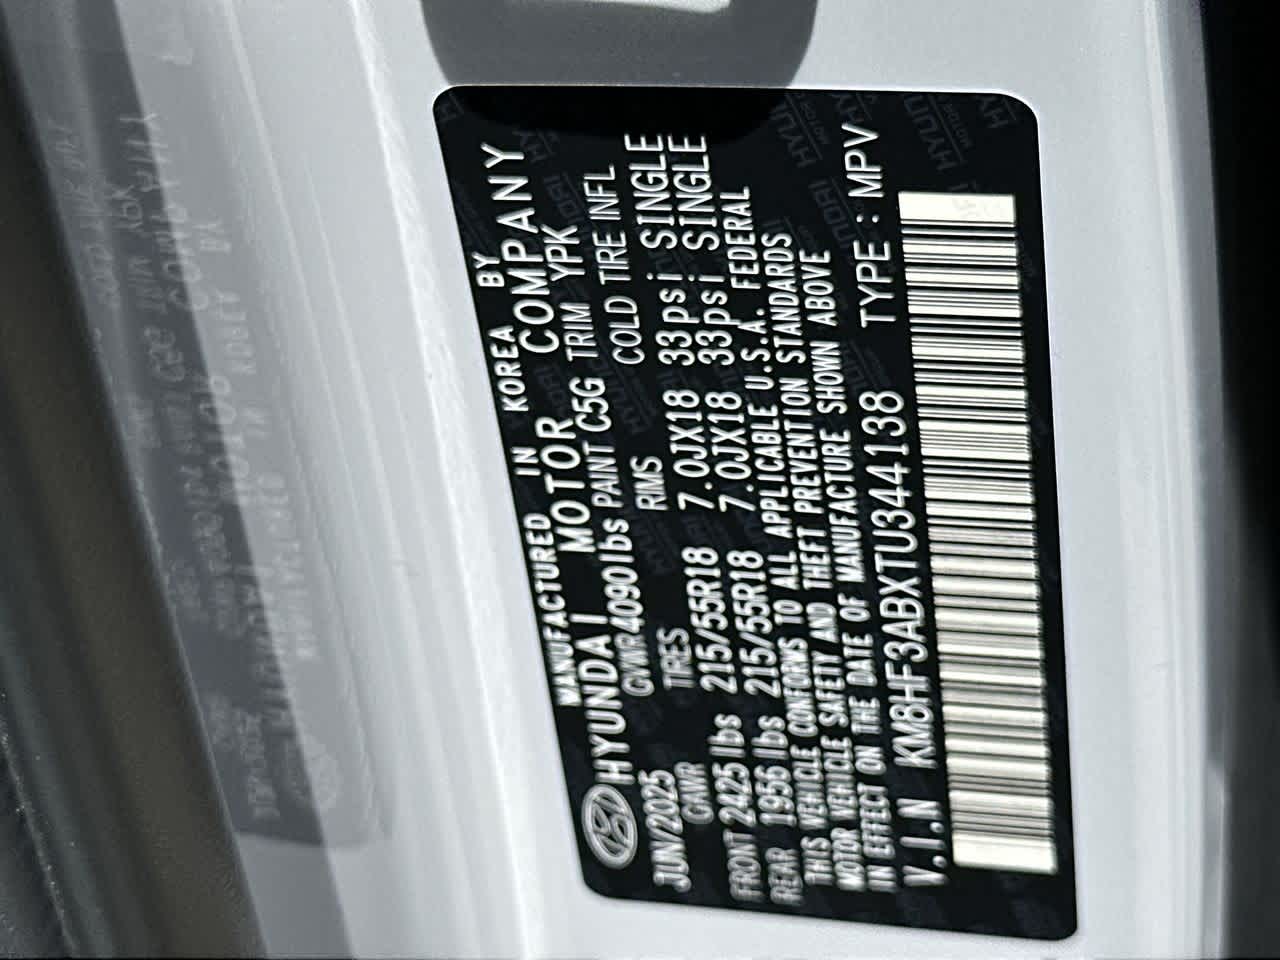 MANUFACTURED IN KOREA BY
HYUNDAI MOTOR COMPANY
JUN/2025 GVWR4090lbs PAINT C5G TRIM YPK
GAWR TIRES RIMS COLD TIRE INFL
FRONT 2425 lbs 215/55R18 7.0JX18 33psi SINGLE
REAR 1956 lbs 215/55R18 7.0JX18 33psi SINGLE
THIS VEHICLE CONFORMS TO ALL APPLICABLE U.S.A. FEDERAL
MOTOR VEHICLE SAFETY AND THEFT PREVENTION STANDARDS
IN EFFECT ON THE DATE OF MANUFACTURE SHOWN ABOVE
V.I.N KM8HF3ABXTU344138 TYPE : MPV